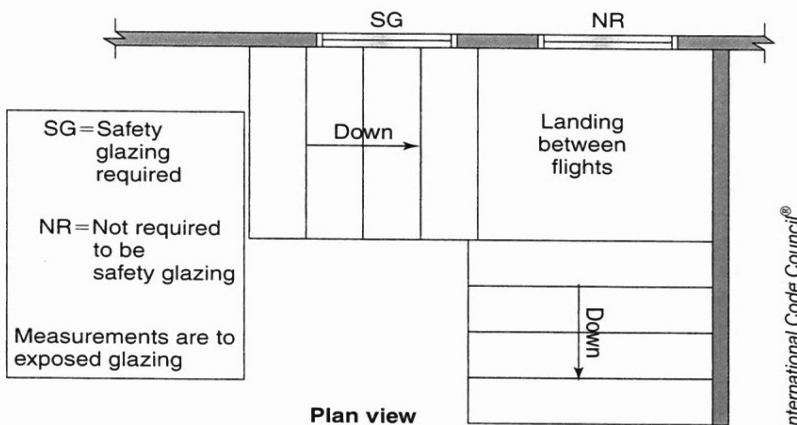 SG
NR
SG=Safety
glazing
required
NR=Not required
to be
safety glazing
Measurements are to
exposed glazing
Down
Landing
between
flights
Down
Plan view
International Code Council®